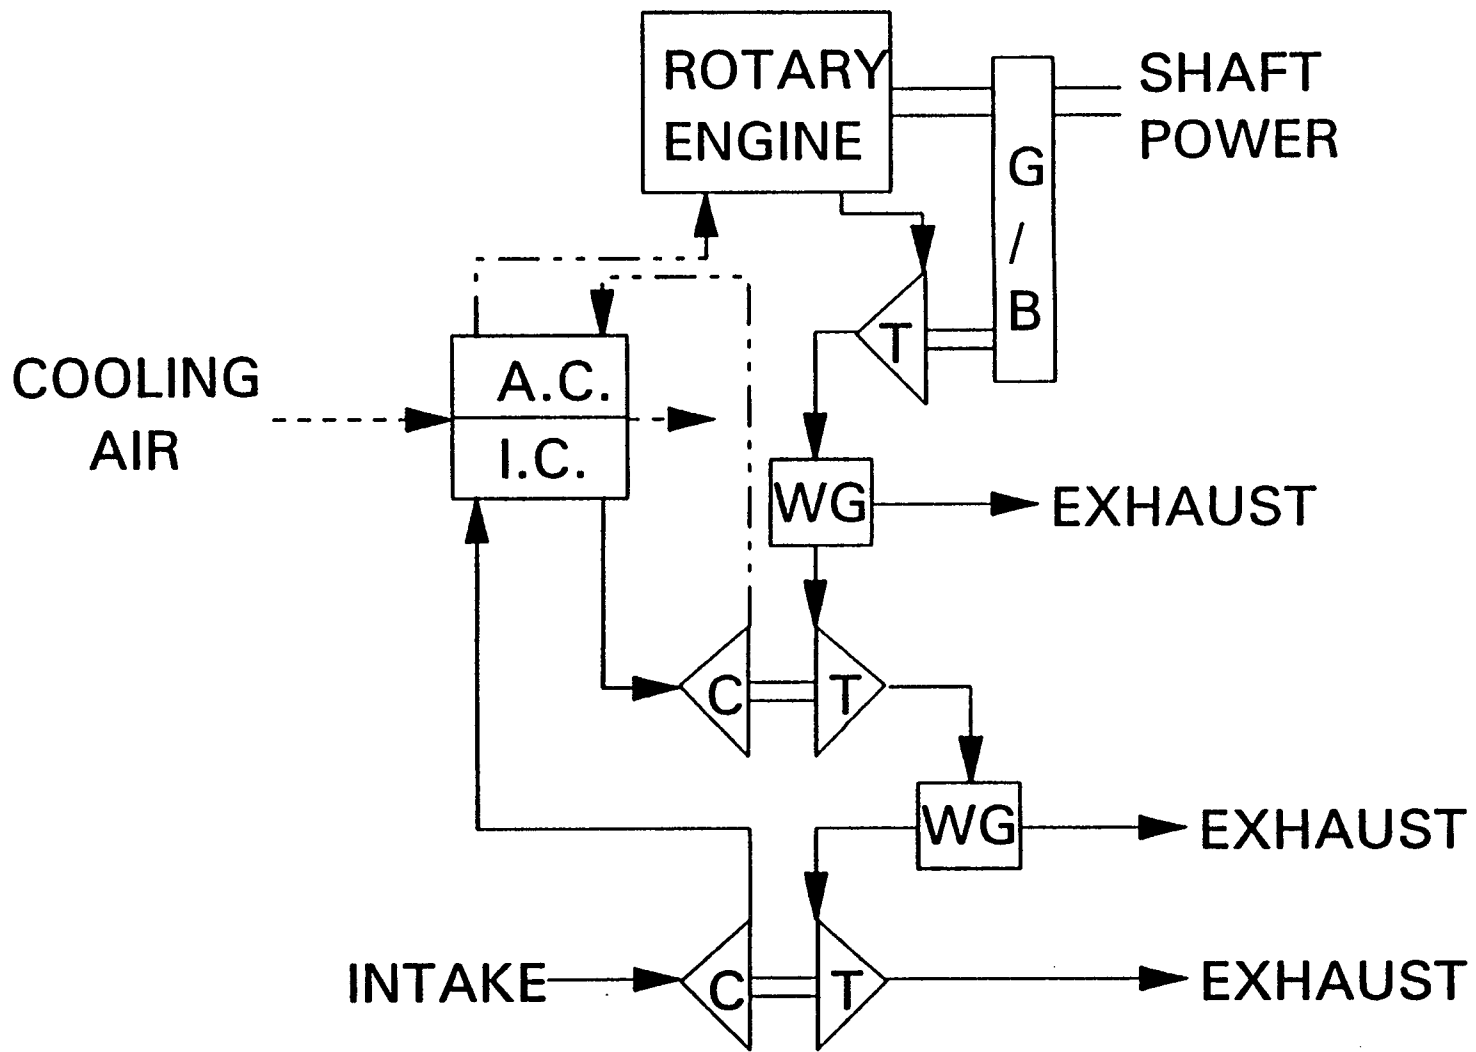 ROTARY
ENGINE
SHAFT
POWER
G
/
B
T
COOLING
AIR
A.C.
I.C.
WG
EXHAUST
C
T
WG
EXHAUST
INTAKE
C
T
EXHAUST